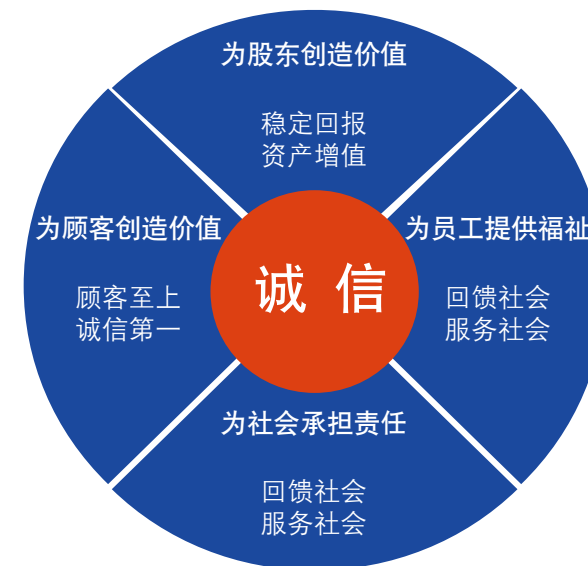 为股东创造价值
稳定回报
资产增值
为顾客创造价值
顾客至上
诚信第一
诚 信
为员工提供福祉
回馈社会
服务社会
为社会承担责任
回馈社会
服务社会